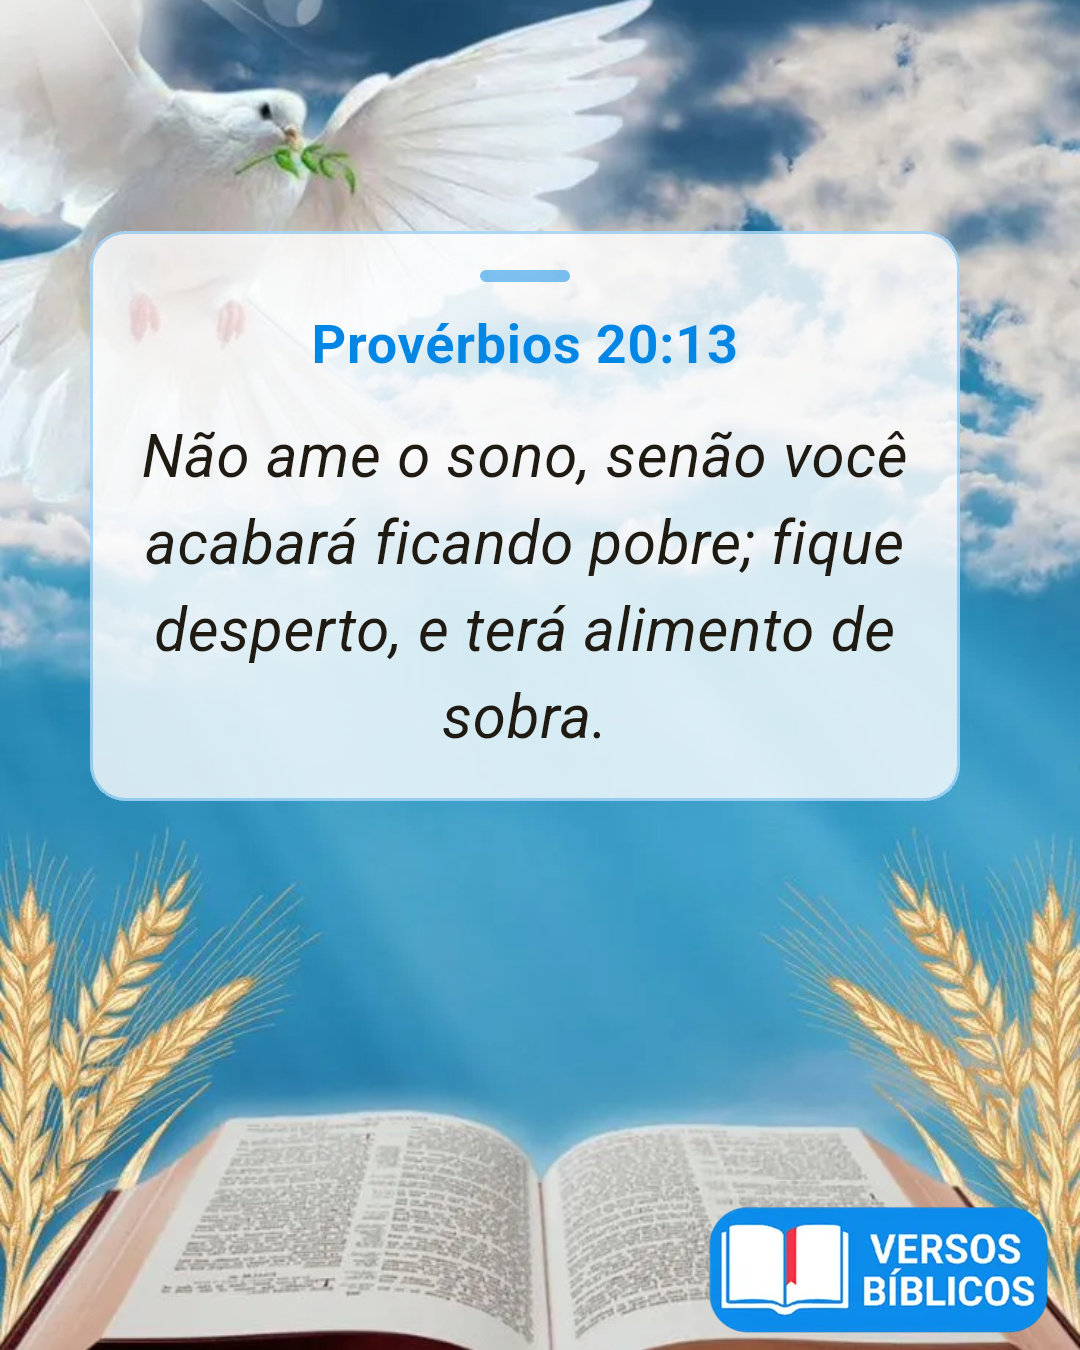 Provérbios 20:13
Não ame o sono, senão você
acabará ficando pobre; fique
desperto, e terá alimento de
sobra.
VERSOS
BÍBLICOS